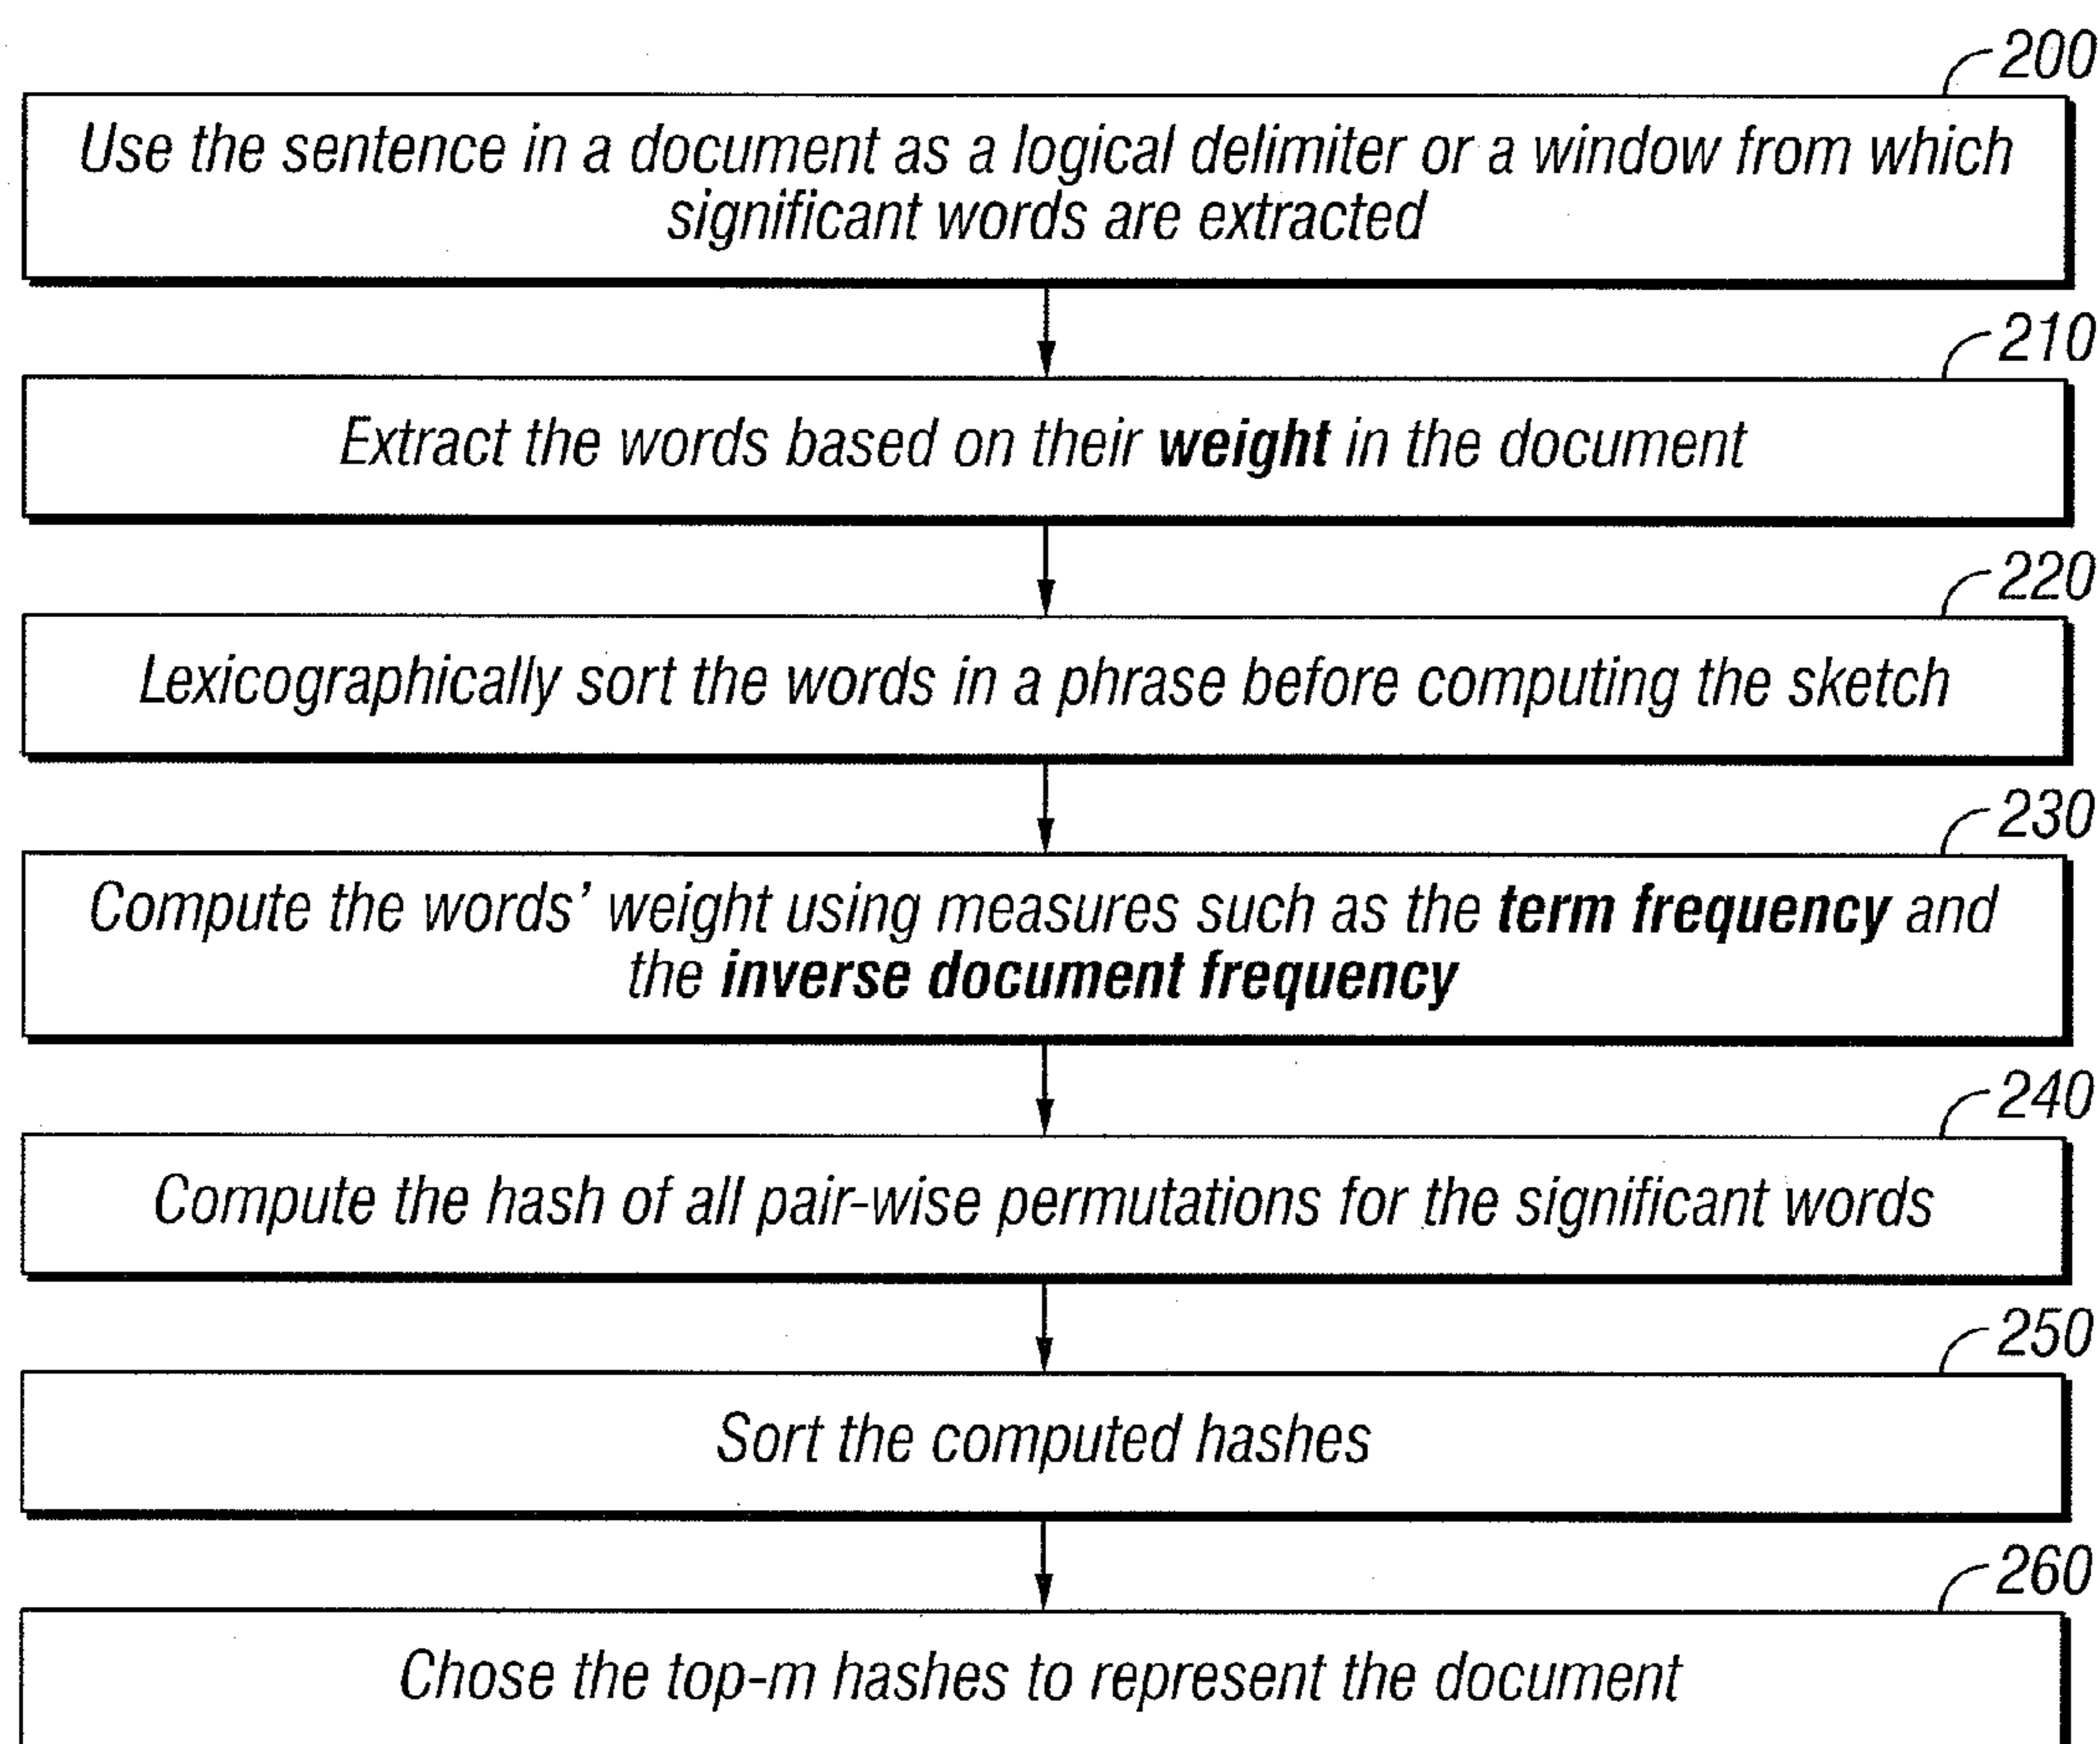 200
Use the sentence in a document as a logical delimiter or a window from which
significant words are extracted
210
Extract the words based on their weight in the document
220
Lexicographically sort the words in a phrase before computing the sketch
230
Compute the words’ weight using measures such as the term frequency and
the inverse document frequency
240
Compute the hash of all pair-wise permutations for the significant words
250
Sort the computed hashes
260
Chose the top-m hashes to represent the document